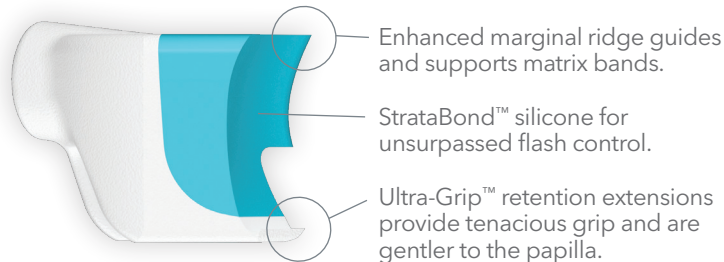 Enhanced marginal ridge guides
and supports matrix bands.
StrataBond™ silicone for
unsurpassed flash control.
Ultra-Grip™ retention extensions
provide tenacious grip and are
gentler to the papilla.